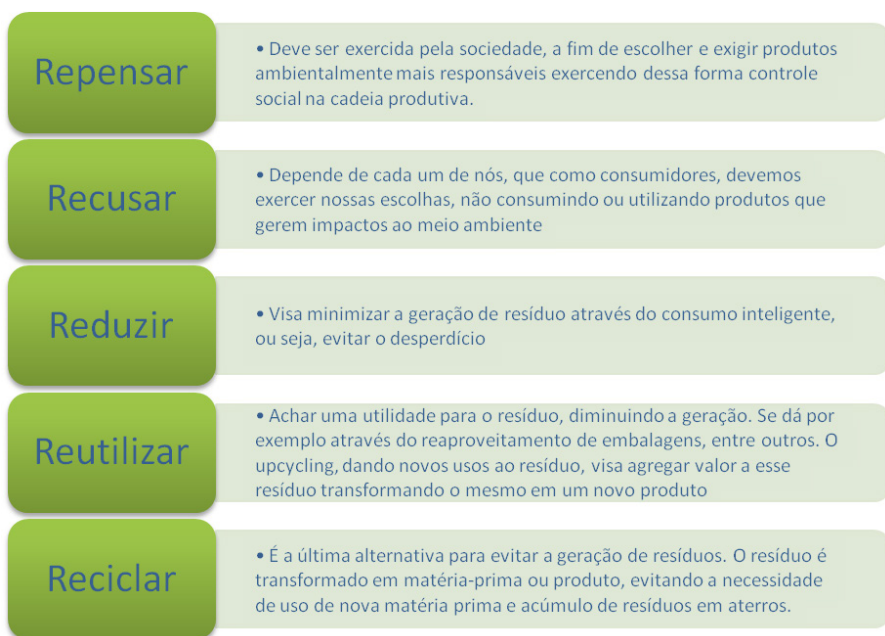 Repensar
• Deve ser exercida pela sociedade, a fim de escolher e exigir produtos
ambientalmente mais responsáveis exercendo dessa forma controle
social na cadeia produtiva.
Recusar
• Depende de cada um de nós, que como consumidores, devemos
exercer nossas escolhas, não consumindo ou utilizando produtos que
gerem impactos ao meio ambiente
Reduzir
• Visa minimizar a geração de resíduo através do consumo inteligente,
ou seja, evitar o desperdício
Reutilizar
• Achar uma utilidade para o resíduo, diminuindo a geração. Se dá por
exemplo através do reaproveitamento de embalagens, entre outros. O
upcycling, dando novos usos ao resíduo, visa agregar valor a esse
resíduo transformando o mesmo em um novo produto
Reciclar
• É a última alternativa para evitar a geração de resíduos. O resíduo é
transformado em matéria-prima ou produto, evitando a necessidade
de uso de nova matéria prima e acúmulo de resíduos em aterros.